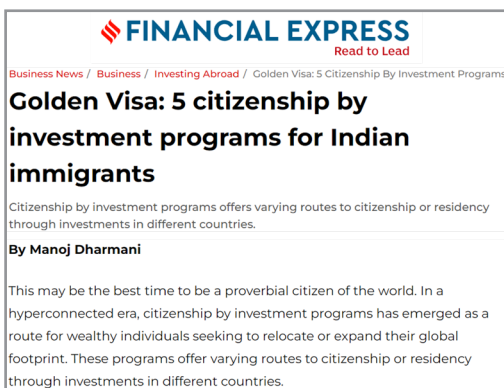 FINANCIAL EXPRESS
Read to Lead
Business News / Business / Investing Abroad / Golden Visa: 5 Citizenship By Investment Programs
Golden Visa: 5 citizenship by
investment programs for Indian
immigrants
Citizenship by investment programs offers varying routes to citizenship or residency
through investments in different countries.
By Manoj Dharmani
This may be the best time to be a proverbial citizen of the world. In a
hyperconnected era, citizenship by investment programs has emerged as a
route for wealthy individuals seeking to relocate or expand their global
footprint. These programs offer varying routes to citizenship or residency
through investments in different countries.